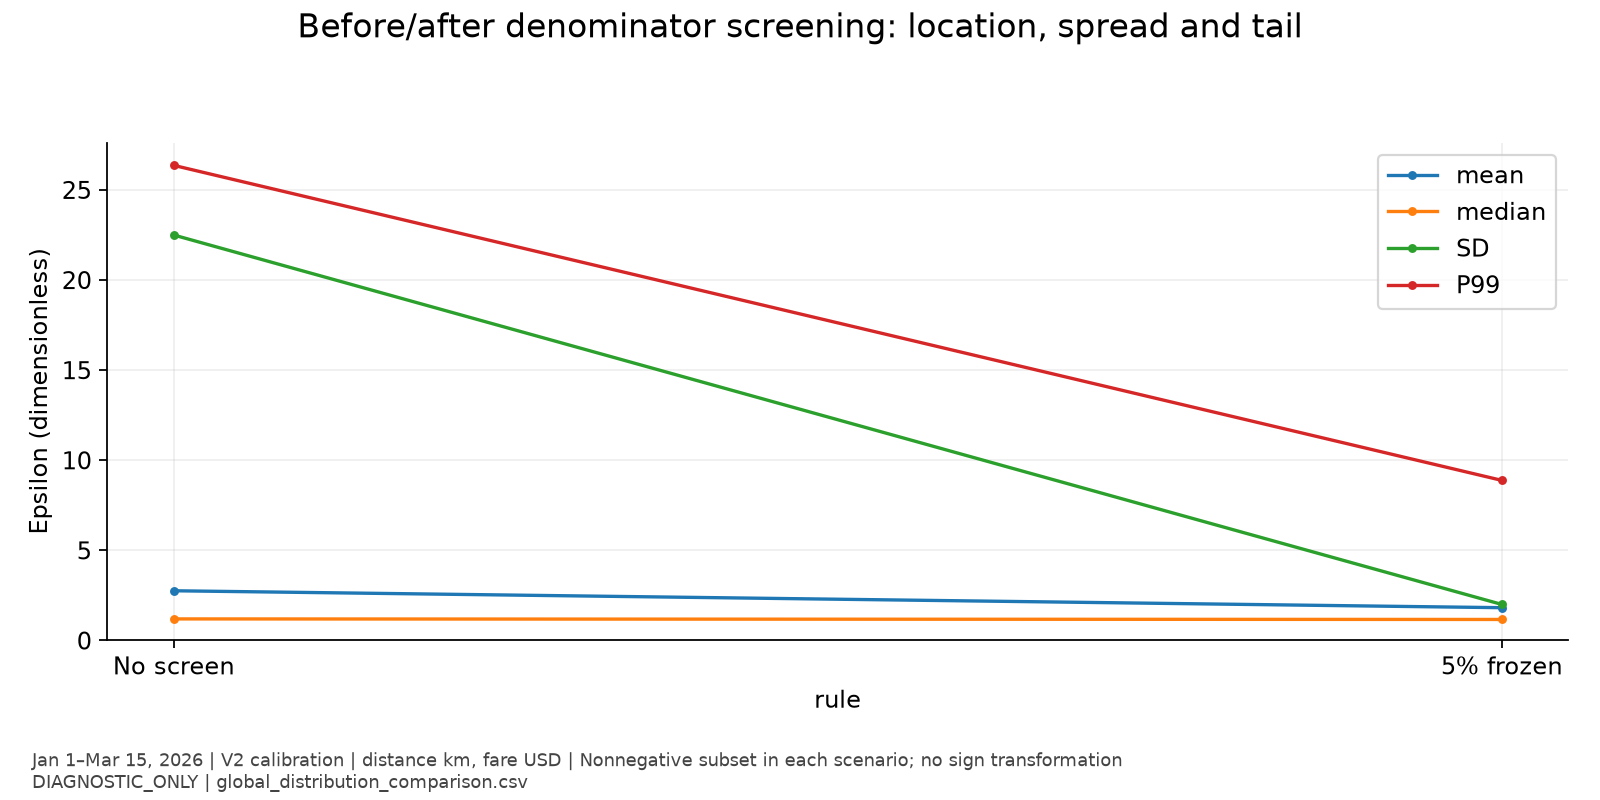 Before/after denominator screening: location, spread and tail
25
20
15
10
5
0
Epsilon (dimensionless)
mean
median
SD
P99
No screen
5% frozen
rule
Jan 1–Mar 15, 2026 | V2 calibration | distance km, fare USD | Nonnegative subset in each scenario; no sign transformation
DIAGNOSTIC_ONLY | global_distribution_comparison.csv